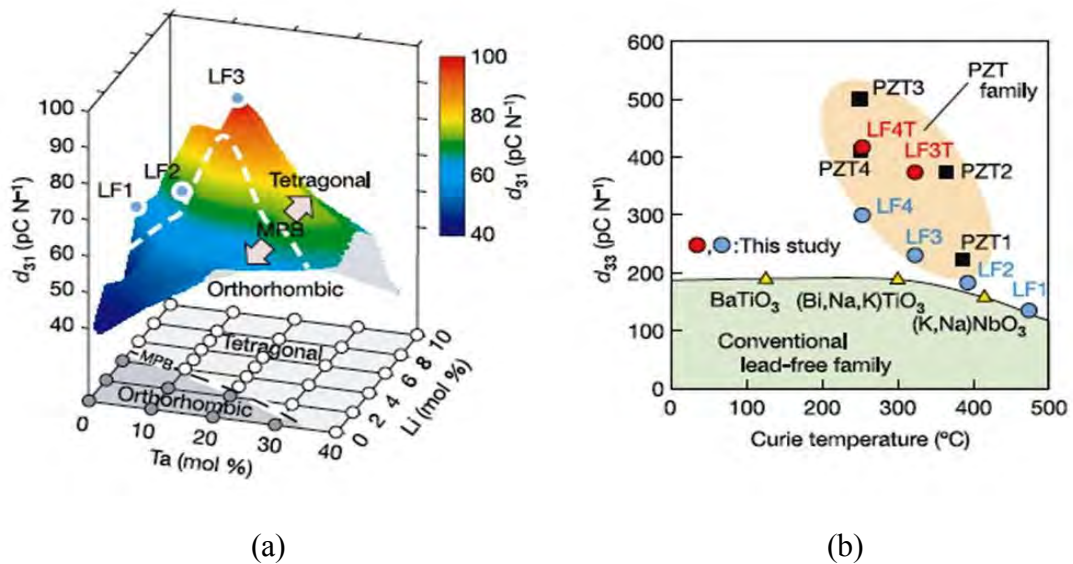 LF3
100
90
80
70
60
50
40
d31 (pC N–1)
LF1
LF2
Tetragonal
MPB
Orthorhombic
100
80
60
40
d31 (pC N–1)
Tetragonal
MPB
Orthorhombic
0
10
20
30
40
Ta (mol %)
0
2
4
6
8
10
Li (mol %)
(a)
600
500
400
300
200
100
0
d33 (pC N–1)
PZT
family
PZT3
LF4T
LF3T
PZT4
PZT2
LF4
LF3
PZT1
LF2
LF1
,   :This study
BaTiO3
(Bi,Na,K)TiO3
(K,Na)NbO3
Conventional
lead-free family
0
100
200
300
400
500
Curie temperature (°C)
(b)